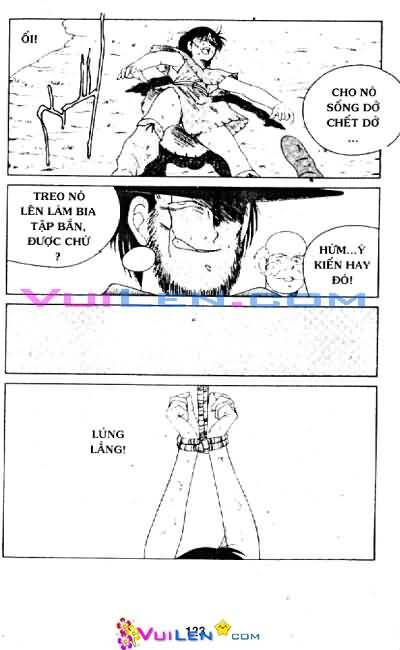 ỐI!
CHO NÓ
SỐNG DỞ
CHẾT DỞ
...
TREO NÓ
LÊN LÀM BIA
TẬP BẮN,
ĐƯỢC CHỨ
?
HỪM...Ý
KIẾN HAY
ĐÓ!
VUILEN.COM
LỦNG
LẲNG!
123
VUILEN.COM